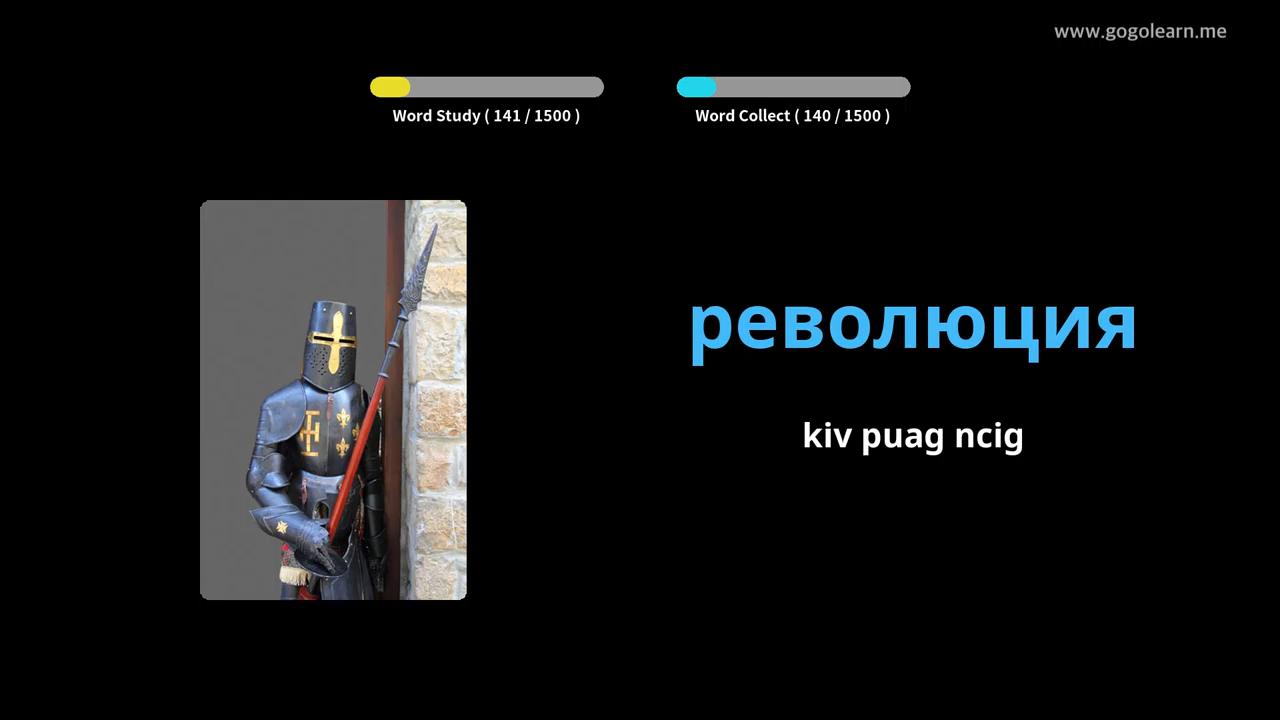 www.gogolearn.me
Word Study ( 141 / 1500 )
Word Collect ( 140 / 1500 )
революция
kiv puag ncig